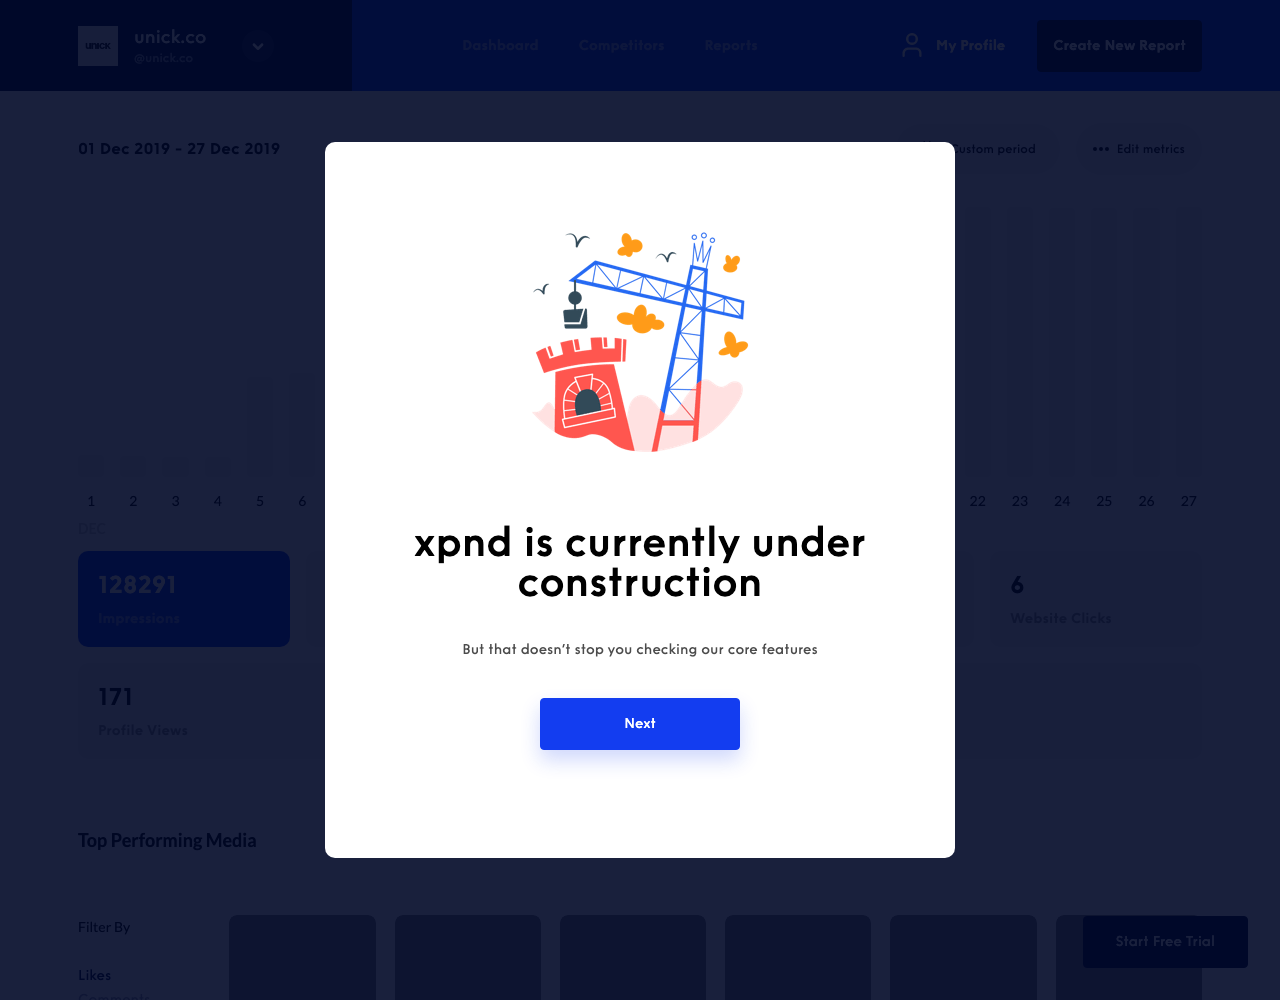 unick
unick.co
@unick.co
Dashboard
Competitors
Reports
My Profile
Create New Report
01 Dec 2019 - 27 Dec 2019
Custom period
Edit metrics
xpnd is currently under
construction
But that doesn't stop you checking our core features
Next
1 2 3 4 5 6
22 23 24 25 26 27
DEC
128291
Impressions
6
Website Clicks
171
Profile Views
Top Performing Media
Filter By
Likes
Comments
Start Free Trial